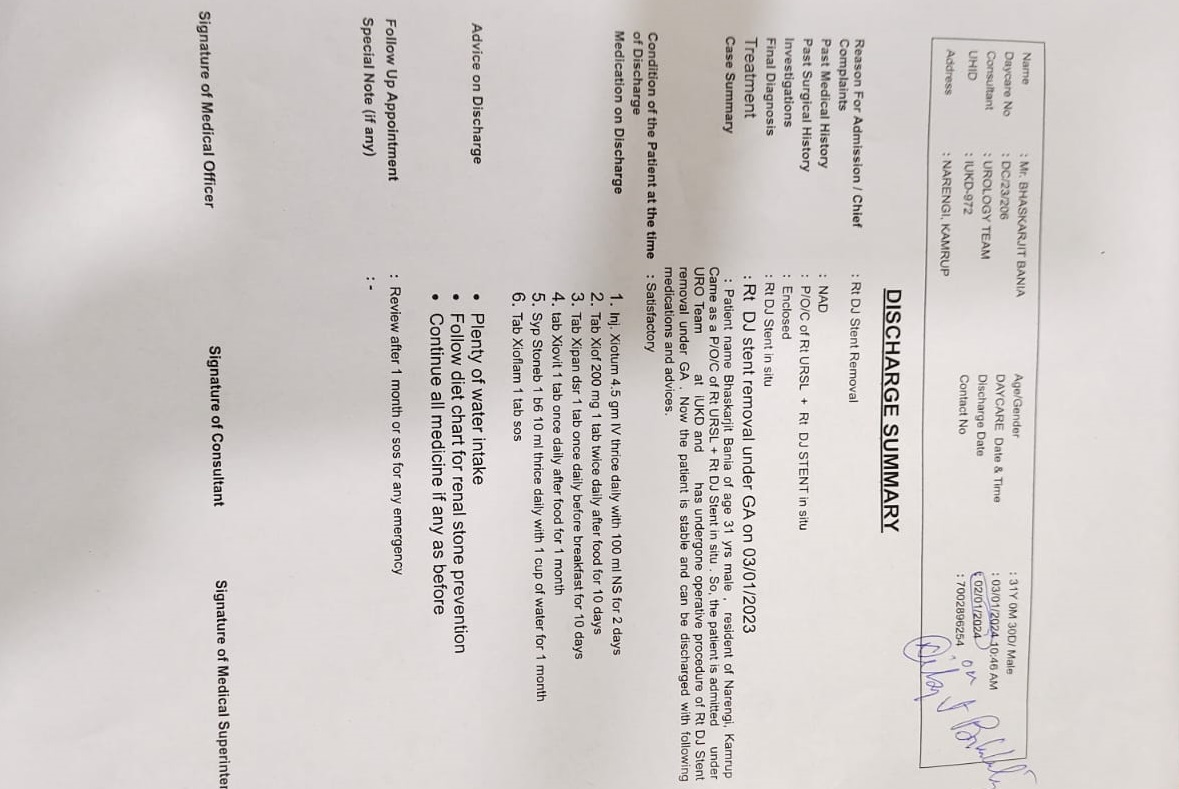 Name : Mr. BHASKARJIT BANIA Age/Gender : 31Y 0M 30D/ Male
Daycare No : DC/23/206 DAYCARE Date & Time : 03/01/2024 10:46 AM
Consultant : UROLOGY TEAM Discharge Date : 02/01/2024
UHID : IUKD-972 Contact No : 7002896254
Address : NARENGI, KAMRUP
on
DISCHARGE SUMMARY
Reason For Admission / Chief : Rt DJ Stent Removal
Complaints
Past Medical History : NAD
Past Surgical History : P/O/C of Rt URSL + Rt DJ STENT in situ
Investigations : Enclosed
Final Diagnosis : Rt DJ Stent in situ
Treatment : Rt DJ stent removal under GA on 03/01/2023
Case Summary : Patient name Bhaskarjit Bania of age 31 yrs male , resident of Narengi, Kamrup
Came as a P/O/C of Rt URSL + Rt DJ Stent in situ . So, the patient is admitted under
URO Team at iUKD and has undergone operative procedure of Rt DJ Stent
removal under GA . Now the patient is stable and can be discharged with following
medications and advices.
Condition of the Patient at the time : Satisfactory
of Discharge
Medication on Discharge
1. Inj. Xiotum 4.5 gm IV thrice daily with 100 ml NS for 2 days
2. Tab Xiof 200 mg 1 tab twice daily after food for 10 days
3. Tab Xipan dsr 1 tab once daily before breakfast for 10 days
4. tab Xiovit 1 tab once daily after food for 1 month
5. Syp Stoneb 1 b6 10 ml thrice daily with 1 cup of water for 1 month
6. Tab Xioflam 1 tab sos
Advice on Discharge
• Plenty of water intake
• Follow diet chart for renal stone prevention
• Continue all medicine if any as before
Follow Up Appointment : Review after 1 month or sos for any emergency
Special Note (if any) :-
Signature of Medical Officer Signature of Consultant Signature of Medical Superinter